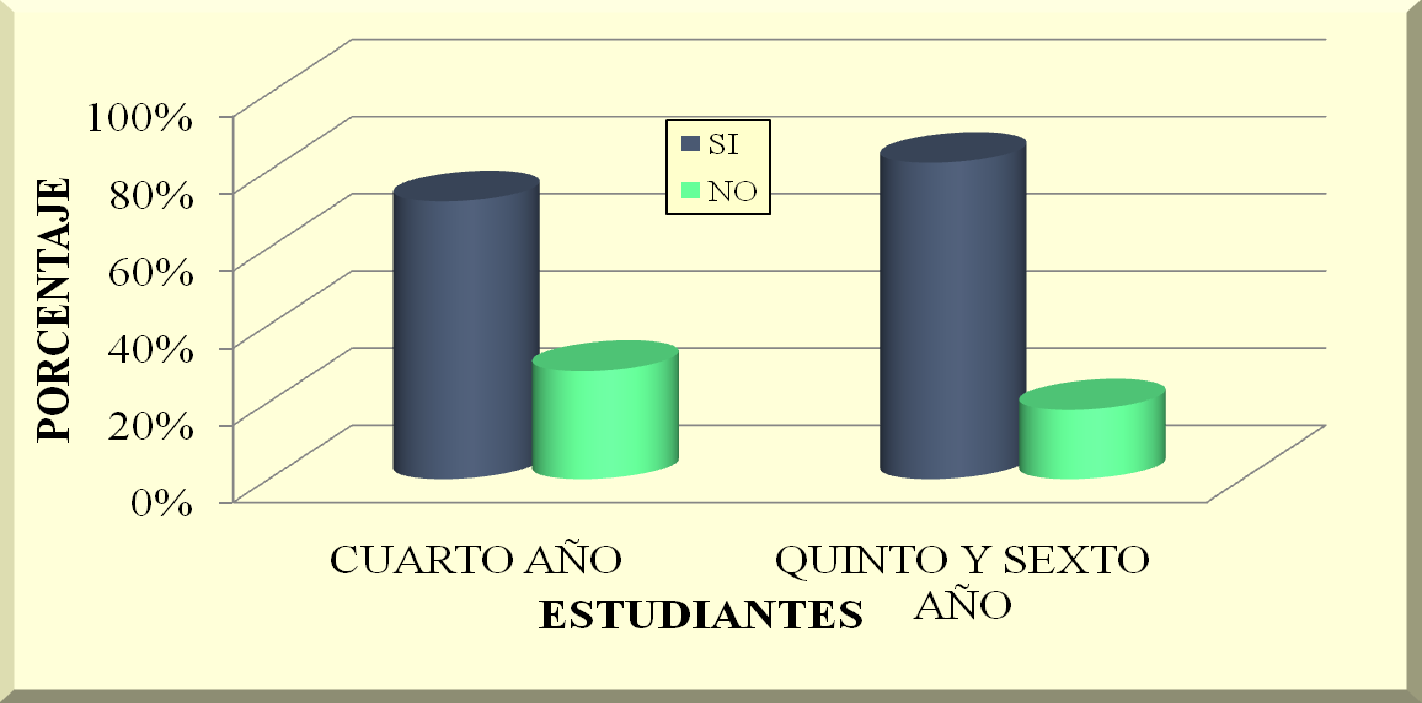 PORCENTAJE
100%
80%
60%
40%
20%
0%
SI
NO
CUARTO AÑO
QUINTO Y SEXTO
AÑO
ESTUDIANTES